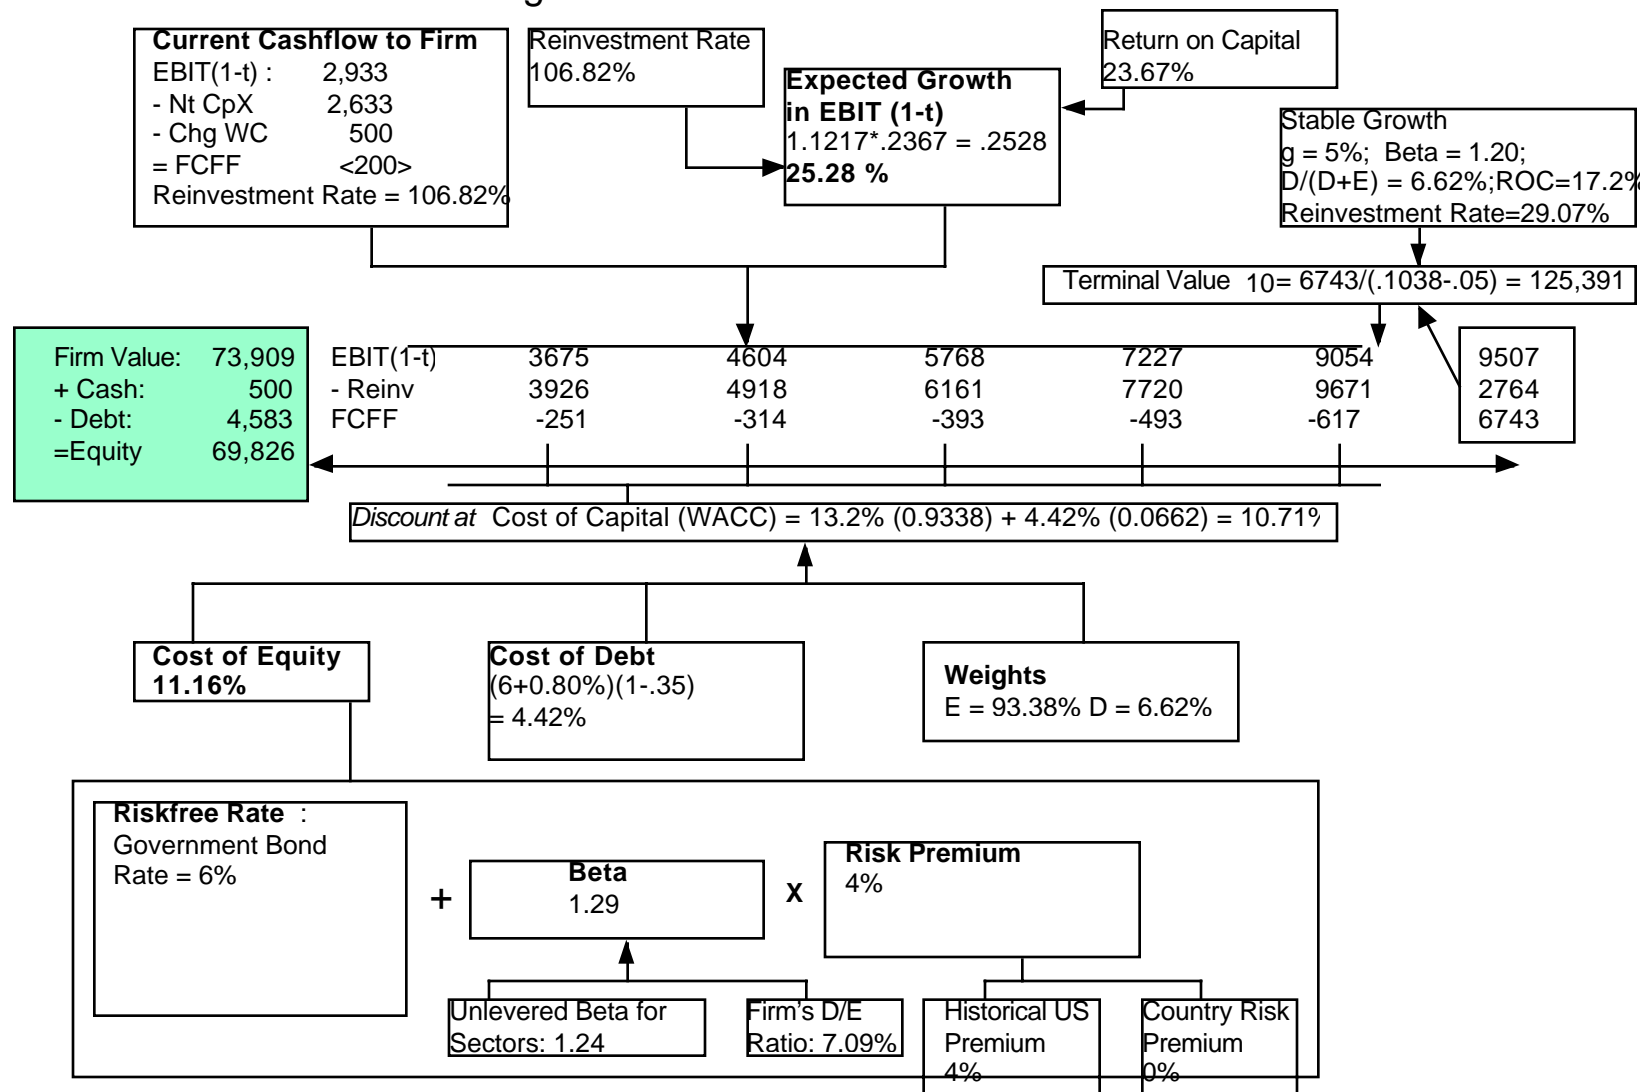 Current Cashflow to Firm
EBIT(1-t) : 2,933
- Nt CpX 2,633
- Chg WC 500
= FCFF <200>
Reinvestment Rate = 106.82%
Reinvestment Rate
106.82%
Expected Growth
in EBIT (1-t)
1.1217*.2367 = .2528
25.28 %
Return on Capital
23.67%
Stable Growth
g = 5%; Beta = 1.20;
D/(D+E) = 6.62%;ROC=17.2%
Reinvestment Rate=29.07%
Terminal Value 10= 6743/(.1038-.05) = 125,391
Firm Value: 73,909
+ Cash: 500
- Debt: 4,583
=Equity 69,826
EBIT(1-t) 3675 4604 5768 7227 9054 9507
- Reinv 3926 4918 6161 7720 9671 2764
FCFF -251 -314 -393 -493 -617 6743
Discount at Cost of Capital (WACC) = 13.2% (0.9338) + 4.42% (0.0662) = 10.71%
Cost of Equity
11.16%
Cost of Debt
(6+0.80%)(1-.35)
= 4.42%
Weights
E = 93.38% D = 6.62%
Riskfree Rate :
Government Bond
Rate = 6%
+
Beta
1.29
X
Risk Premium
4%
Unlevered Beta for
Sectors: 1.24
Firm's D/E
Ratio: 7.09%
Historical US
Premium
4%
Country Risk
Premium
0%